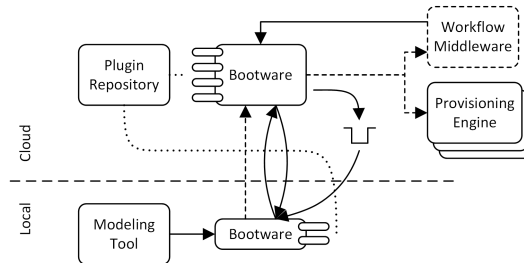 Workflow
Middleware
Plugin
Repository
Bootware
Provisioning
Engine
Cloud
Local
Modeling
Tool
Bootware